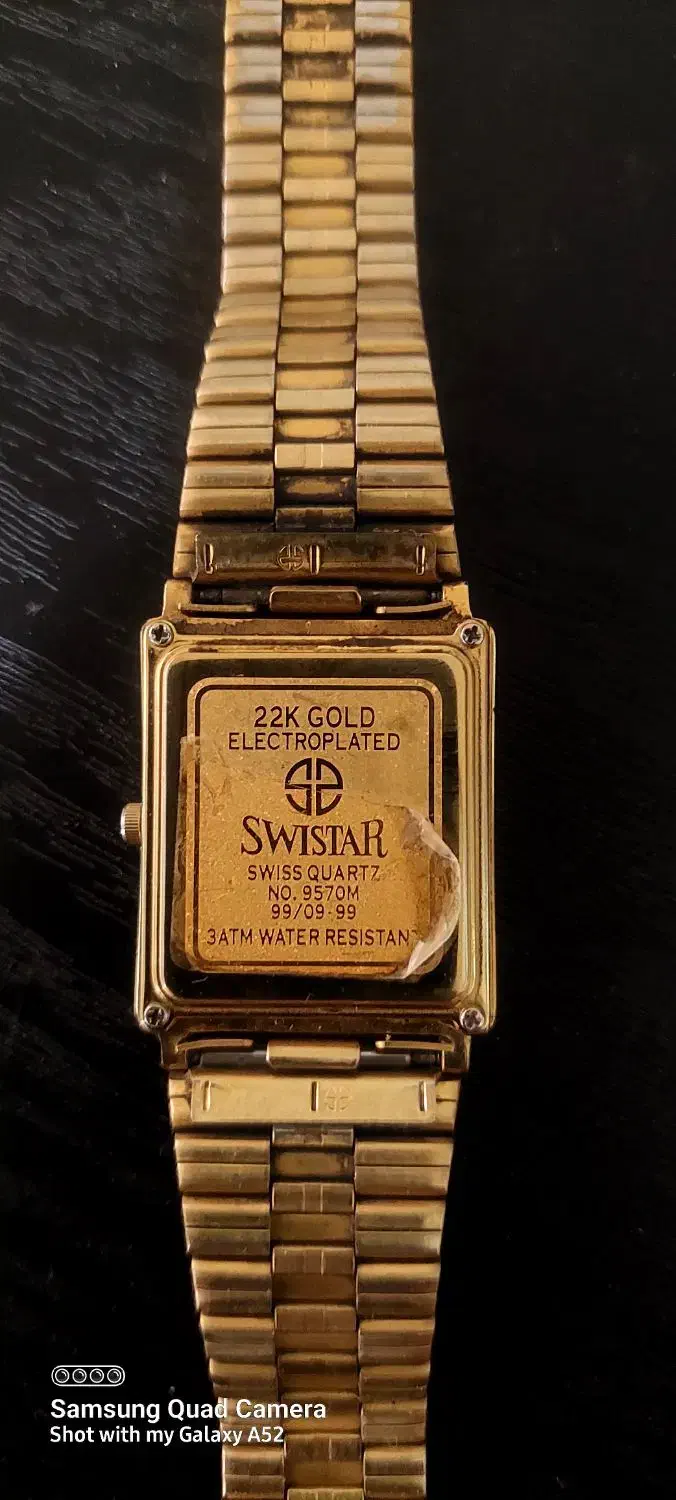 22K GOLD
ELECTROPLATED
SWISTAR
SWISS QUARTZ
NO. 9570M
99/09-99
3ATM WATER RESISTANT
Samsung Quad Camera
Shot with my Galaxy A52